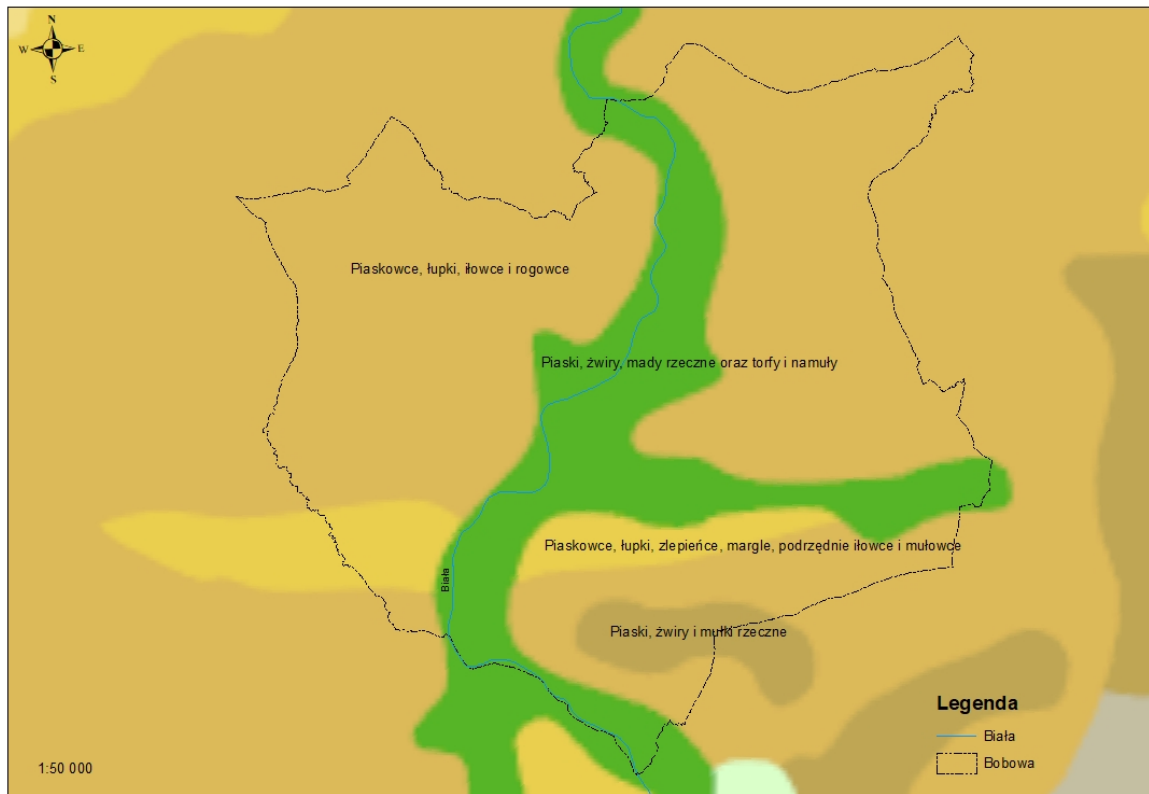 N
W E
S
Piaskowce, łupki, iłowce i rogowce
Piaski, żwiry, mady rzeczne oraz torfy i namuły
Piaskowce, łupki, zlepieńce, margle, podrzędnie iłowce i mułowce
Biała
Piaski, żwiry i mułki rzeczne
Legenda
Biała
Bobowa
1:50 000